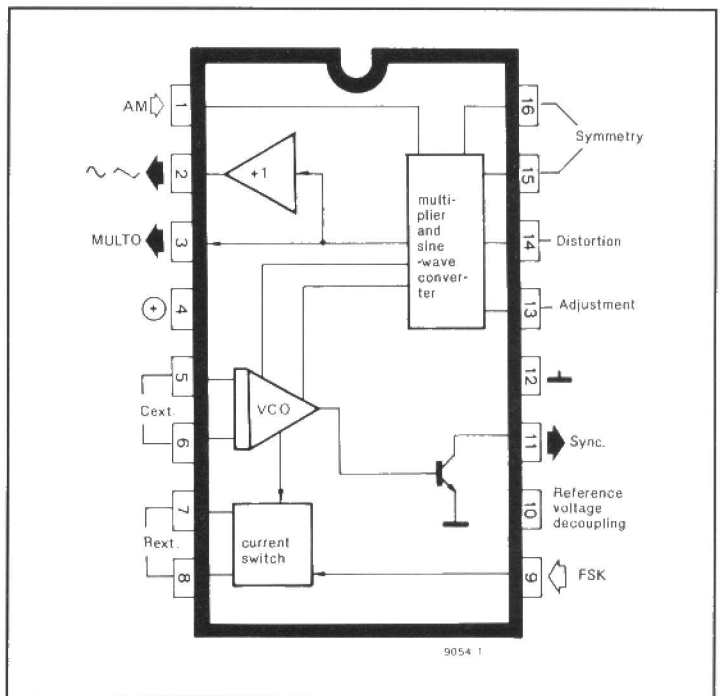 AM 1
16
Symmetry
2
+1
15
MULTO 3
multi-
plier
and
sine
-wave
conver-
ter
14 Distortion
+ 4
13 Adjustment
5
12
Cext.
VCO
6
11 Sync.
7
10
Reference
voltage
decoupling
Rext.
current
switch
8
9 FSK
9054 1